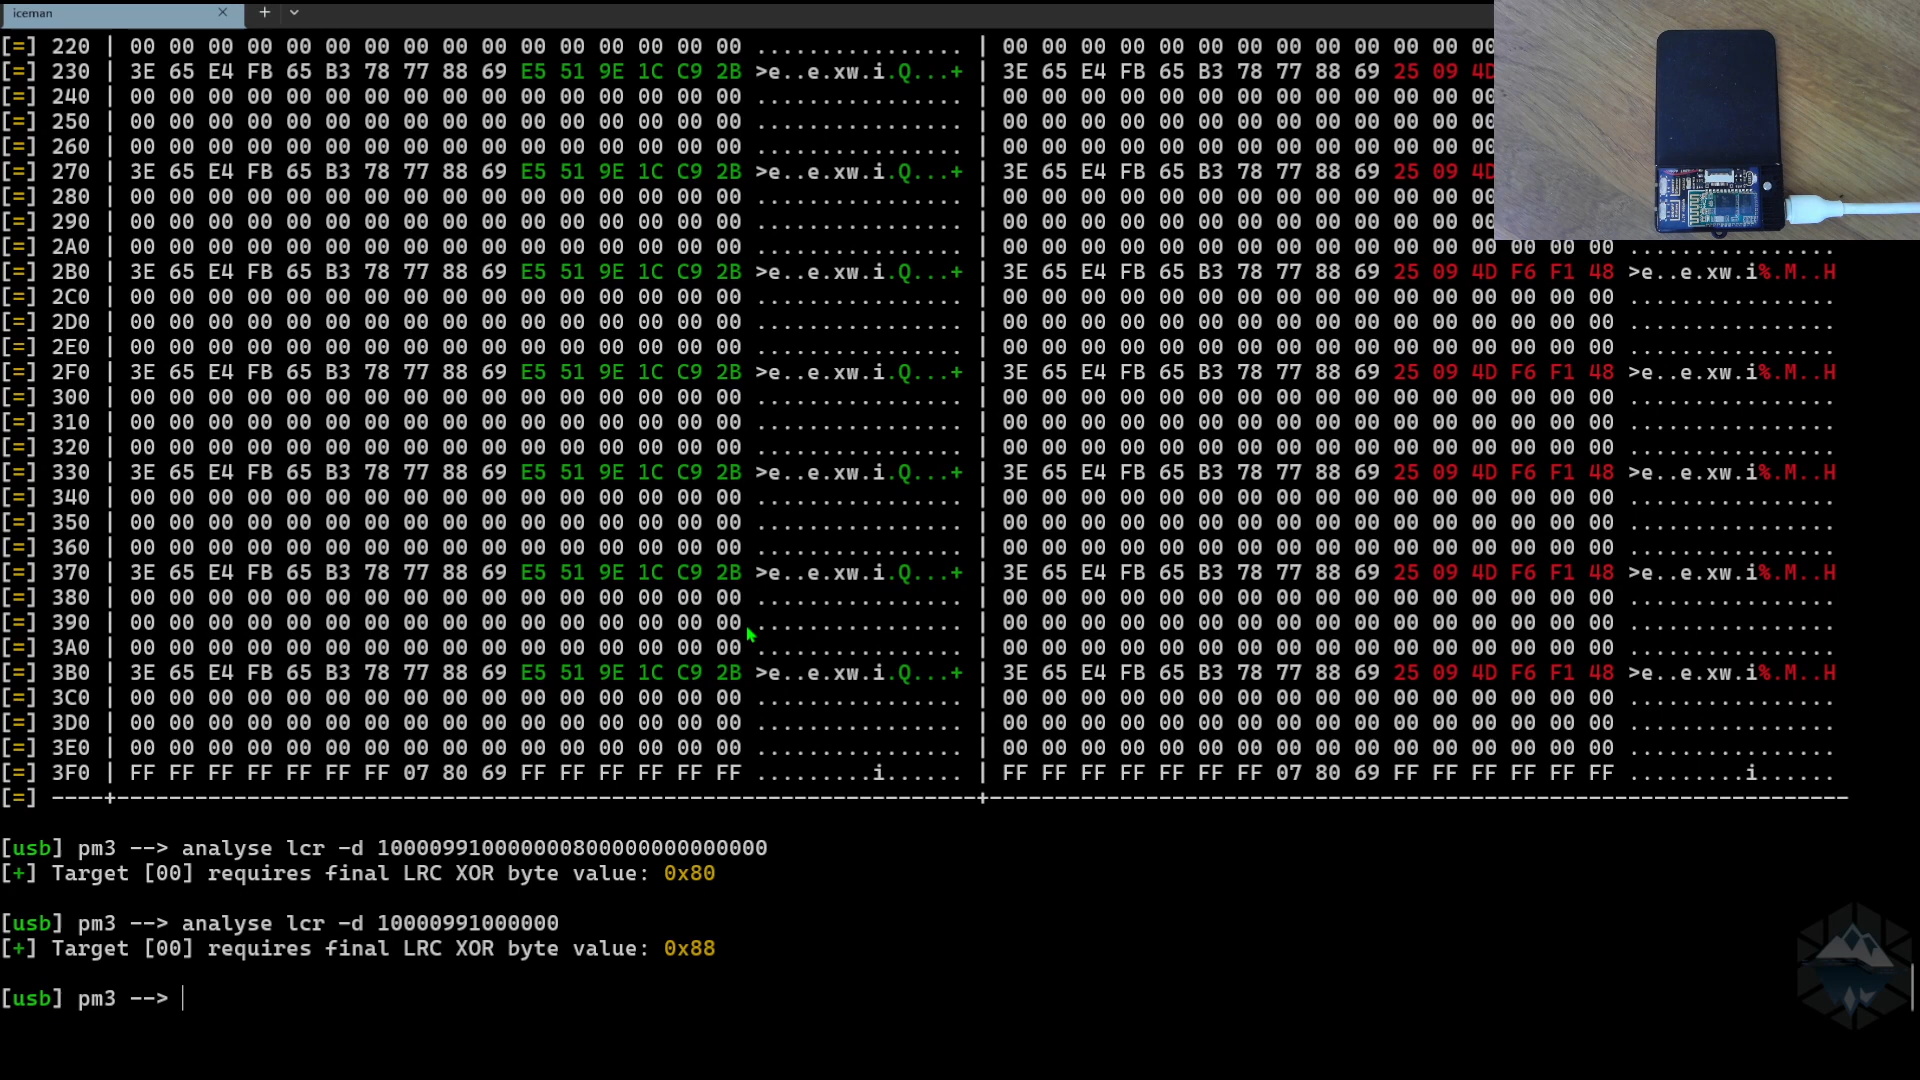 iceman × + ⌄
[=] 220 | 00 00 00 00 00 00 00 00 00 00 00 00 00 00 00 00 ................ | 00 00 00 00 00 00 00 00 00 00 00 00 00
[=] 230 | 3E 65 E4 FB 65 B3 78 77 88 69 E5 51 9E 1C C9 2B >e..e.xw.i.Q...+ | 3E 65 E4 FB 65 B3 78 77 88 69 25 09 4D
[=] 240 | 00 00 00 00 00 00 00 00 00 00 00 00 00 00 00 00 ................ | 00 00 00 00 00 00 00 00 00 00 00 00 00
[=] 250 | 00 00 00 00 00 00 00 00 00 00 00 00 00 00 00 00 ................ | 00 00 00 00 00 00 00 00 00 00 00 00 00
[=] 260 | 00 00 00 00 00 00 00 00 00 00 00 00 00 00 00 00 ................ | 00 00 00 00 00 00 00 00 00 00 00 00 00
[=] 270 | 3E 65 E4 FB 65 B3 78 77 88 69 E5 51 9E 1C C9 2B >e..e.xw.i.Q...+ | 3E 65 E4 FB 65 B3 78 77 88 69 25 09 4D
[=] 280 | 00 00 00 00 00 00 00 00 00 00 00 00 00 00 00 00 ................ | 00 00 00 00 00 00 00 00 00 00 00 00 00
[=] 290 | 00 00 00 00 00 00 00 00 00 00 00 00 00 00 00 00 ................ | 00 00 00 00 00 00 00 00 00 00 00 00 00
[=] 2A0 | 00 00 00 00 00 00 00 00 00 00 00 00 00 00 00 00 ................ | 00 00 00 00 00 00 00 00 00 00 00 00 00 00 00 00 ................
[=] 2B0 | 3E 65 E4 FB 65 B3 78 77 88 69 E5 51 9E 1C C9 2B >e..e.xw.i.Q...+ | 3E 65 E4 FB 65 B3 78 77 88 69 25 09 4D F6 F1 48 >e..e.xw.i%.M..H
[=] 2C0 | 00 00 00 00 00 00 00 00 00 00 00 00 00 00 00 00 ................ | 00 00 00 00 00 00 00 00 00 00 00 00 00 00 00 00 ................
[=] 2D0 | 00 00 00 00 00 00 00 00 00 00 00 00 00 00 00 00 ................ | 00 00 00 00 00 00 00 00 00 00 00 00 00 00 00 00 ................
[=] 2E0 | 00 00 00 00 00 00 00 00 00 00 00 00 00 00 00 00 ................ | 00 00 00 00 00 00 00 00 00 00 00 00 00 00 00 00 ................
[=] 2F0 | 3E 65 E4 FB 65 B3 78 77 88 69 E5 51 9E 1C C9 2B >e..e.xw.i.Q...+ | 3E 65 E4 FB 65 B3 78 77 88 69 25 09 4D F6 F1 48 >e..e.xw.i%.M..H
[=] 300 | 00 00 00 00 00 00 00 00 00 00 00 00 00 00 00 00 ................ | 00 00 00 00 00 00 00 00 00 00 00 00 00 00 00 00 ................
[=] 310 | 00 00 00 00 00 00 00 00 00 00 00 00 00 00 00 00 ................ | 00 00 00 00 00 00 00 00 00 00 00 00 00 00 00 00 ................
[=] 320 | 00 00 00 00 00 00 00 00 00 00 00 00 00 00 00 00 ................ | 00 00 00 00 00 00 00 00 00 00 00 00 00 00 00 00 ................
[=] 330 | 3E 65 E4 FB 65 B3 78 77 88 69 E5 51 9E 1C C9 2B >e..e.xw.i.Q...+ | 3E 65 E4 FB 65 B3 78 77 88 69 25 09 4D F6 F1 48 >e..e.xw.i%.M..H
[=] 340 | 00 00 00 00 00 00 00 00 00 00 00 00 00 00 00 00 ................ | 00 00 00 00 00 00 00 00 00 00 00 00 00 00 00 00 ................
[=] 350 | 00 00 00 00 00 00 00 00 00 00 00 00 00 00 00 00 ................ | 00 00 00 00 00 00 00 00 00 00 00 00 00 00 00 00 ................
[=] 360 | 00 00 00 00 00 00 00 00 00 00 00 00 00 00 00 00 ................ | 00 00 00 00 00 00 00 00 00 00 00 00 00 00 00 00 ................
[=] 370 | 3E 65 E4 FB 65 B3 78 77 88 69 E5 51 9E 1C C9 2B >e..e.xw.i.Q...+ | 3E 65 E4 FB 65 B3 78 77 88 69 25 09 4D F6 F1 48 >e..e.xw.i%.M..H
[=] 380 | 00 00 00 00 00 00 00 00 00 00 00 00 00 00 00 00 ................ | 00 00 00 00 00 00 00 00 00 00 00 00 00 00 00 00 ................
[=] 390 | 00 00 00 00 00 00 00 00 00 00 00 00 00 00 00 00 ................ | 00 00 00 00 00 00 00 00 00 00 00 00 00 00 00 00 ................
[=] 3A0 | 00 00 00 00 00 00 00 00 00 00 00 00 00 00 00 00 ................ | 00 00 00 00 00 00 00 00 00 00 00 00 00 00 00 00 ................
[=] 3B0 | 3E 65 E4 FB 65 B3 78 77 88 69 E5 51 9E 1C C9 2B >e..e.xw.i.Q...+ | 3E 65 E4 FB 65 B3 78 77 88 69 25 09 4D F6 F1 48 >e..e.xw.i%.M..H
[=] 3C0 | 00 00 00 00 00 00 00 00 00 00 00 00 00 00 00 00 ................ | 00 00 00 00 00 00 00 00 00 00 00 00 00 00 00 00 ................
[=] 3D0 | 00 00 00 00 00 00 00 00 00 00 00 00 00 00 00 00 ................ | 00 00 00 00 00 00 00 00 00 00 00 00 00 00 00 00 ................
[=] 3E0 | 00 00 00 00 00 00 00 00 00 00 00 00 00 00 00 00 ................ | 00 00 00 00 00 00 00 00 00 00 00 00 00 00 00 00 ................
[=] 3F0 | FF FF FF FF FF FF FF 07 80 69 FF FF FF FF FF FF .........i...... | FF FF FF FF FF FF FF 07 80 69 FF FF FF FF FF FF .........i......
[=] ----+-------------------------------------------------------------------+-------------------------------------------------------------------
[usb] pm3 --> analyse lcr -d 100009910000000800000000000000
[+] Target [00] requires final LRC XOR byte value: 0x80
[usb] pm3 --> analyse lcr -d 10000991000000
[+] Target [00] requires final LRC XOR byte value: 0x88
[usb] pm3 -->